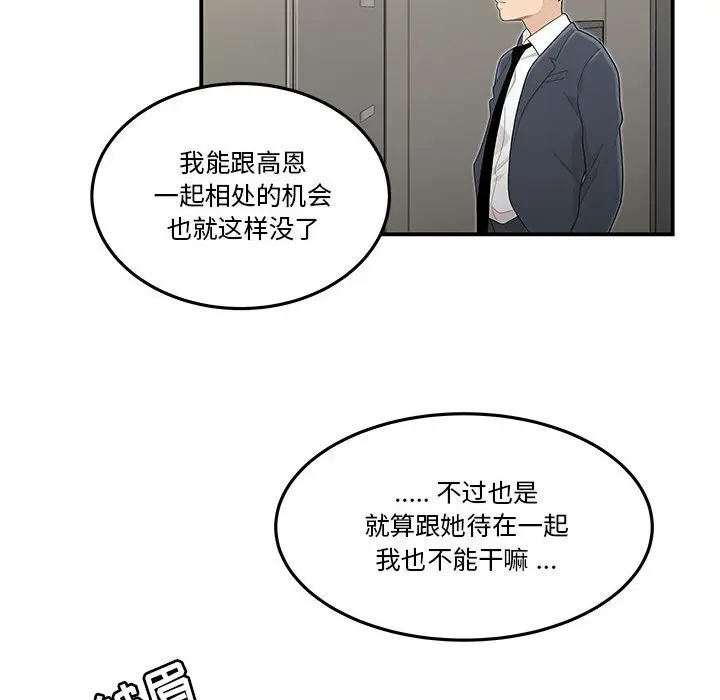 我能跟高恩
一起相处的机会
也就这样没了
..... 不过也是
就算跟她待在一起
我也不能干嘛 ...
眉